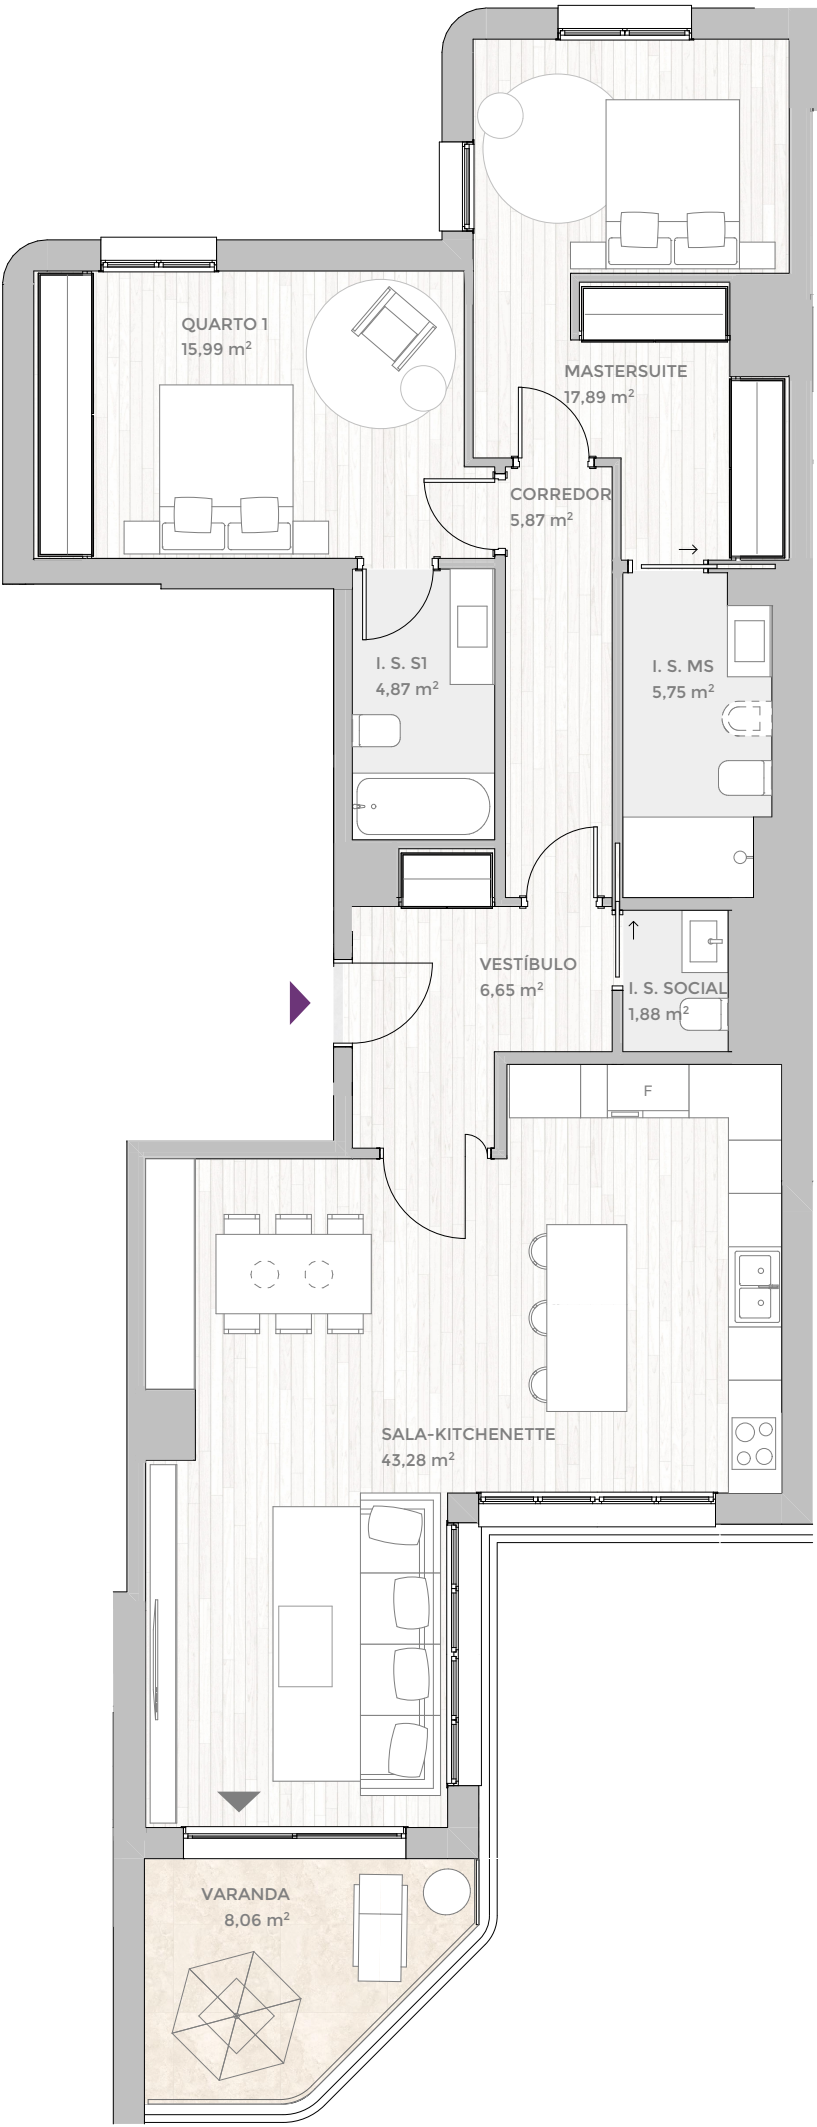 QUARTO 1
15,99 m²
MASTERSUITE
17,89 m²
CORREDOR
5,87 m²
I. S. S1
4,87 m²
I. S. MS
5,75 m²
VESTÍBULO
6,65 m²
I. S. SOCIAL
1,88 m²
F
SALA-KITCHENETTE
43,28 m²
VARANDA
8,06 m²